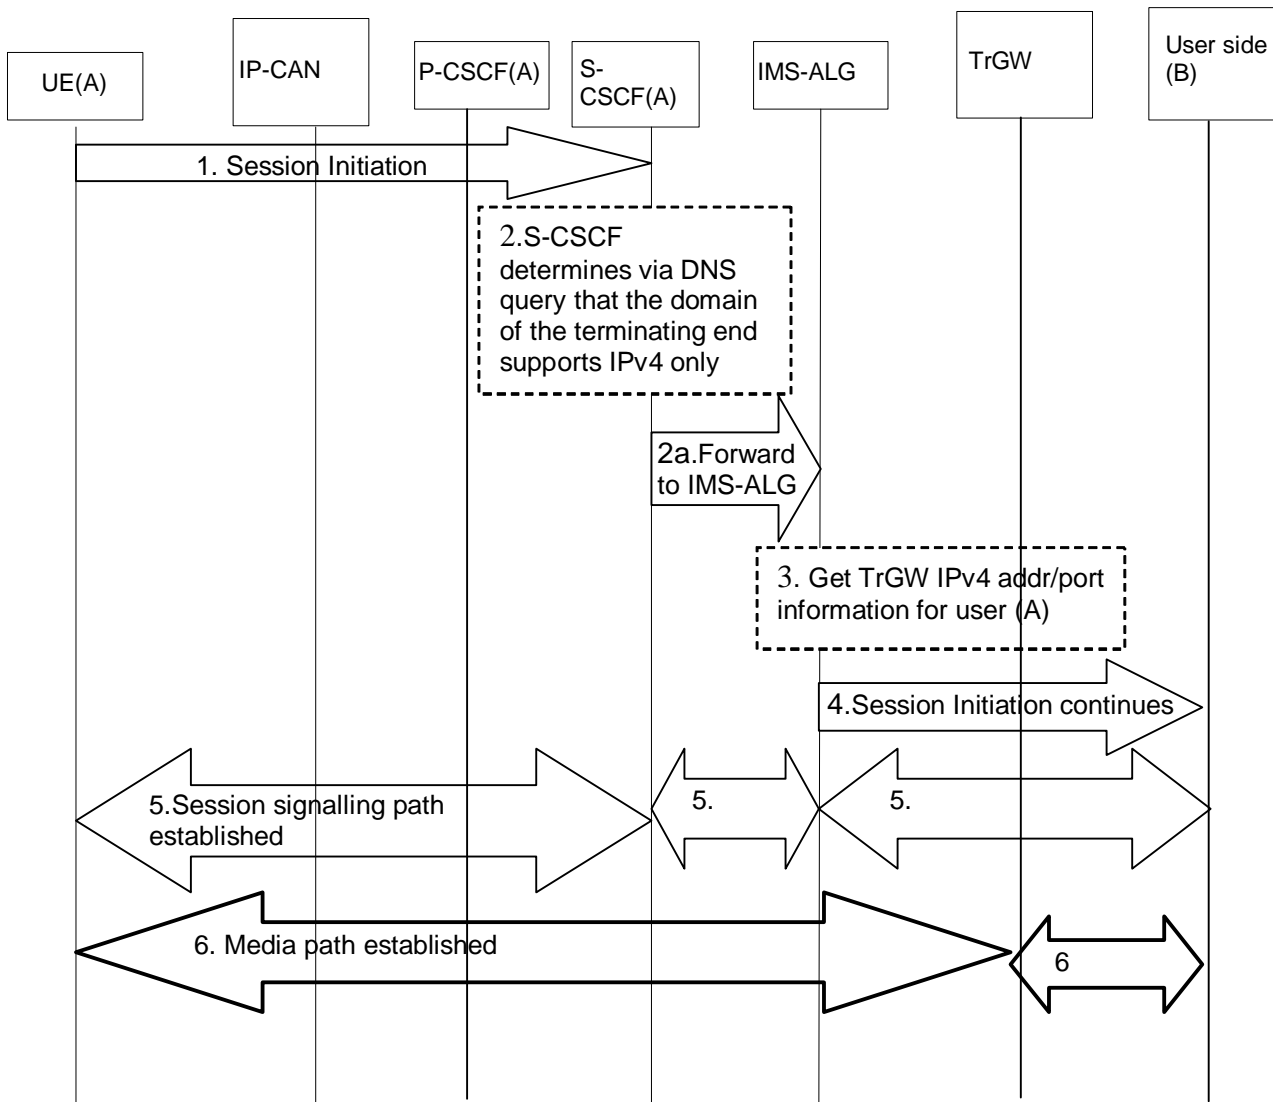 UE(A)
IP-CAN
P-CSCF(A)
S-
CSCF(A)
IMS-ALG
TrGW
User side
(B)
1. Session Initiation
2.S-CSCF
determines via DNS
query that the domain
of the terminating end
supports IPv4 only
2a.Forward
to IMS-ALG
3. Get TrGW IPv4 addr/port
information for user (A)
4.Session Initiation continues
5.Session signalling path
established
5.
5.
6. Media path established
6